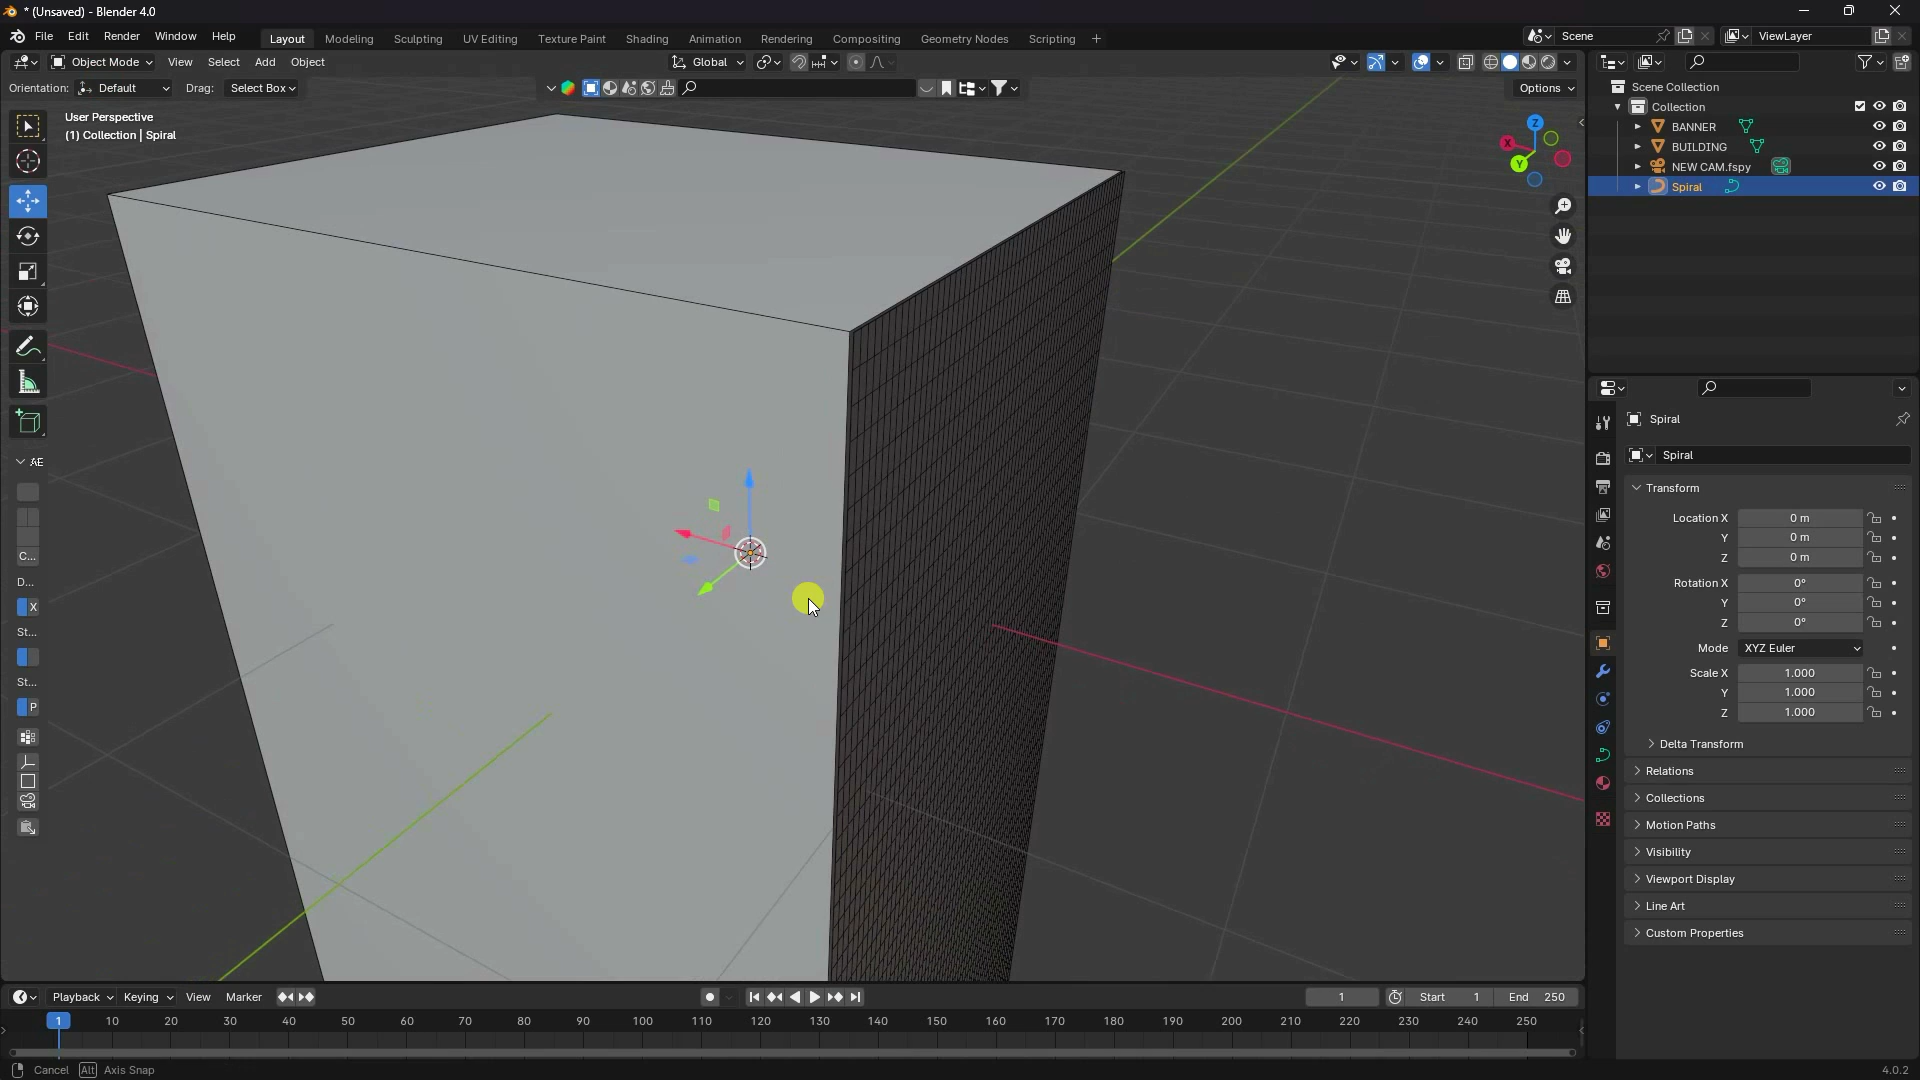 * (Unsaved) - Blender 4.0
File Edit Render Window Help
Layout Modeling Sculpting UV Editing Texture Paint Shading Animation Rendering Compositing Geometry Nodes Scripting +
Scene
ViewLayer
Object Mode View Select Add Object
Global
Orientation: Default Drag: Select Box
Options
User Perspective
(1) Collection | Spiral
Z
X
Y
AE
C...
D...
X
St...
St...
P
Scene Collection
Collection
BANNER
BUILDING
NEW CAM.fspy
Spiral
Spiral
Spiral
Transform
Location X 0 m
Y 0 m
Z 0 m
Rotation X 0°
Y 0°
Z 0°
Mode XYZ Euler
Scale X 1.000
Y 1.000
Z 1.000
Delta Transform
Relations
Collections
Motion Paths
Visibility
Viewport Display
Line Art
Custom Properties
Playback Keying View Marker
1 Start 1 End 250
1 10 20 30 40 50 60 70 80 90 100 110 120 130 140 150 160 170 180 190 200 210 220 230 240 250
Cancel Alt Axis Snap
4.0.2